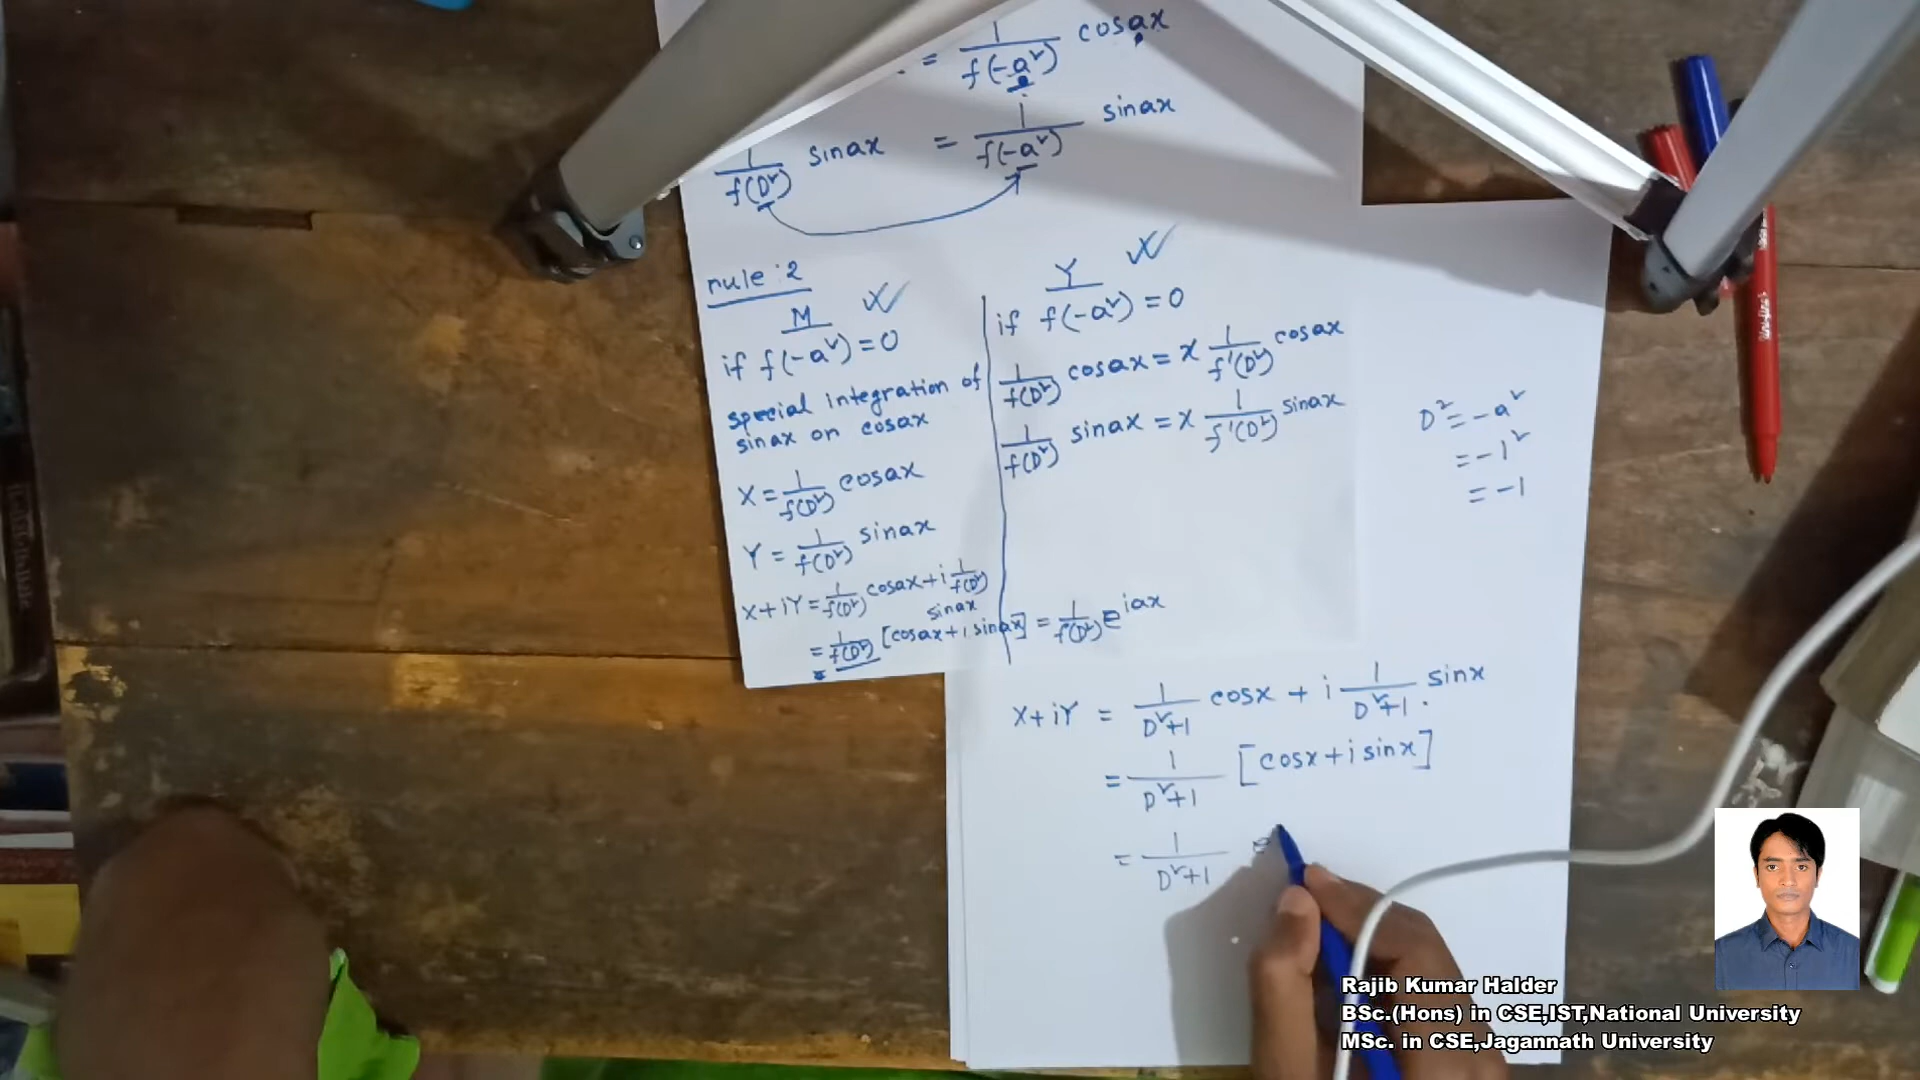 = 1/f(-a²) cosax
1/f(D²) sinax = 1/f(-a²) sinax
rule : 2
M
if f(-a²) = 0
special integration of
sinax or cosax
X = 1/f(D²) cosax
Y = 1/f(D²) sinax
X+iY = 1/f(D²) cosax + i 1/f(D²)
sinax
= 1/f(D²) [cosax + i sinax] = 1/f(D²) e^iax
Y
if f(-a²) = 0
1/f(D²) cosax = x 1/f'(D²) cosax
1/f(D²) sinax = x 1/f'(D²) sinax
D² = -a²
= -1²
= -1
X+iY = 1/D²+1 cosx + i 1/D²+1 sinx
= 1/D²+1 [cosx + i sinx]
= 1/D²+1 e
Rajib Kumar Halder
BSc.(Hons) in CSE,IST,National University
MSc. in CSE,Jagannath University